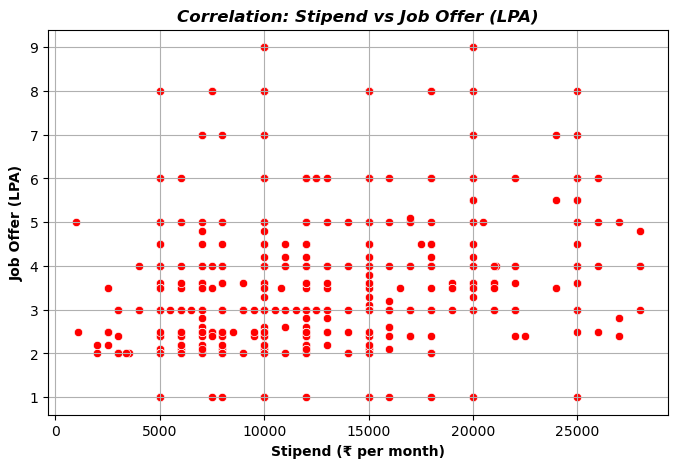 Correlation: Stipend vs Job Offer (LPA)
Job Offer (LPA)
9
8
7
6
5
4
3
2
1
0 5000 10000 15000 20000 25000
Stipend (₹ per month)